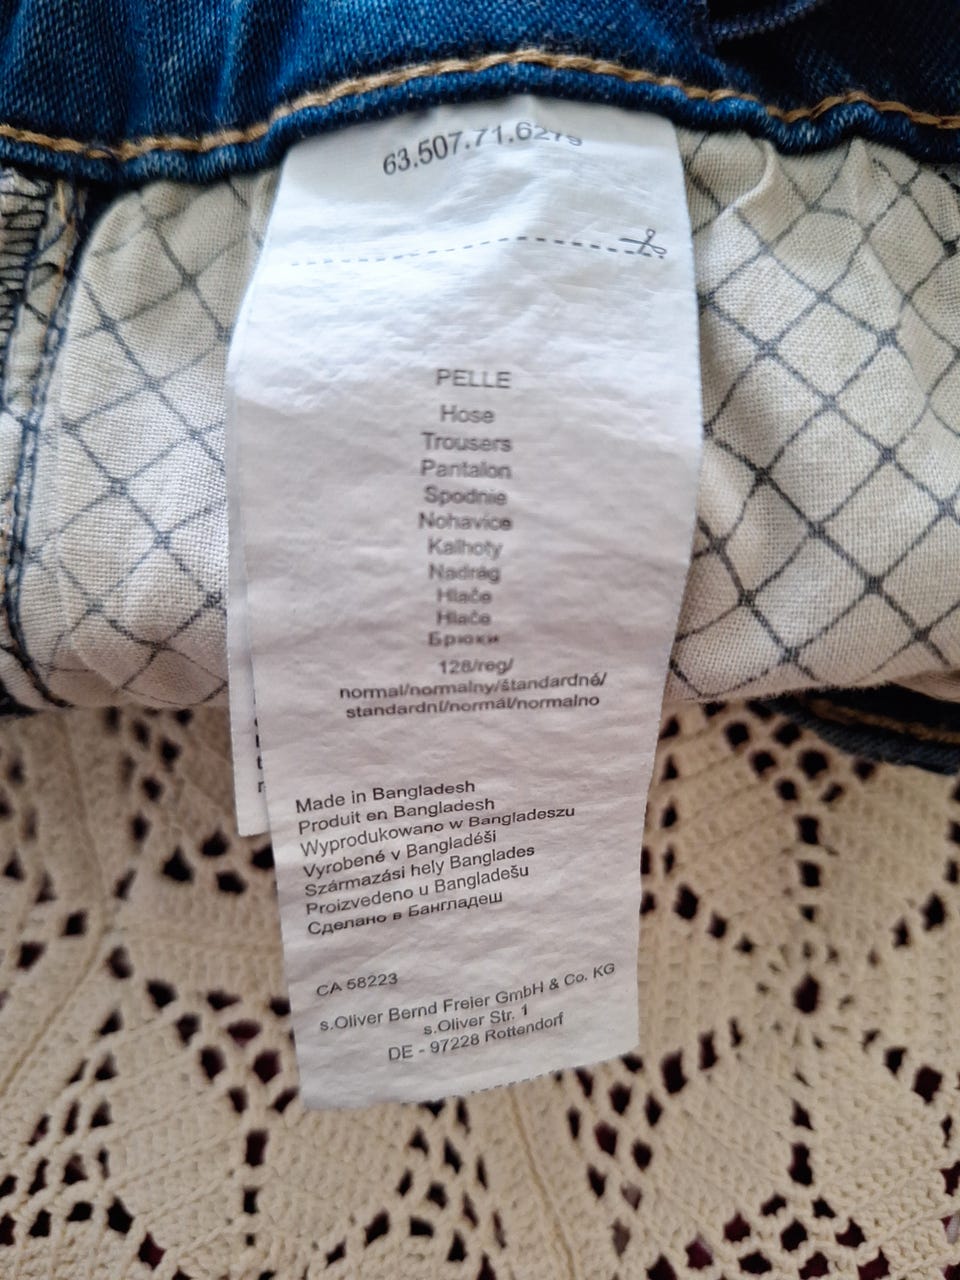 63.507.71.6279
PELLE
Hose
Trousers
Pantalon
Spodnie
Nohavice
Kalhoty
Nadrág
Hlače
Hlače
Брюки
128/reg/
normal/normalny/štandardné/
standardní/normál/normalno
Made in Bangladesh
Produit en Bangladesh
Wyprodukowano w Bangladeszu
Vyrobené v Bangladéši
Származási hely Banglades
Proizvedeno u Bangladešu
Сделано в Бангладеш
CA 58223
s.Oliver Bernd Freier GmbH & Co. KG
s.Oliver Str. 1
DE - 97228 Rottendorf